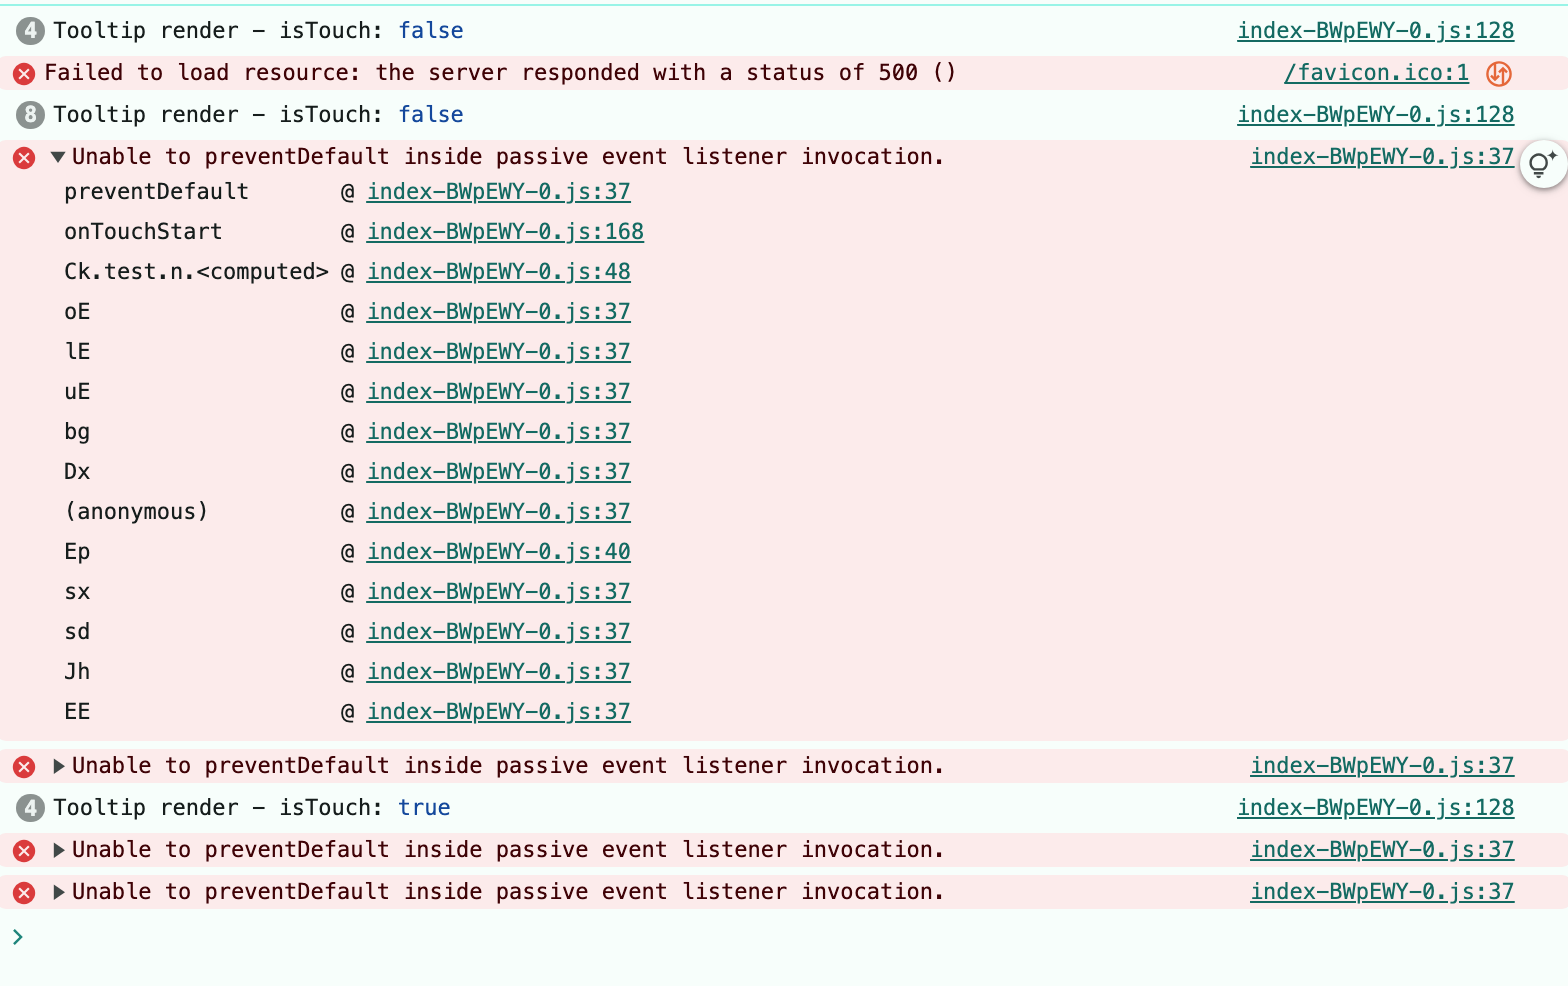 4 Tooltip render – isTouch: false index-BWpEWY-0.js:128
Failed to load resource: the server responded with a status of 500 () /favicon.ico:1
8 Tooltip render – isTouch: false index-BWpEWY-0.js:128
Unable to preventDefault inside passive event listener invocation. index-BWpEWY-0.js:37
preventDefault @ index-BWpEWY-0.js:37
onTouchStart @ index-BWpEWY-0.js:168
Ck.test.n.<computed> @ index-BWpEWY-0.js:48
oE @ index-BWpEWY-0.js:37
lE @ index-BWpEWY-0.js:37
uE @ index-BWpEWY-0.js:37
bg @ index-BWpEWY-0.js:37
Dx @ index-BWpEWY-0.js:37
(anonymous) @ index-BWpEWY-0.js:37
Ep @ index-BWpEWY-0.js:40
sx @ index-BWpEWY-0.js:37
sd @ index-BWpEWY-0.js:37
Jh @ index-BWpEWY-0.js:37
EE @ index-BWpEWY-0.js:37
Unable to preventDefault inside passive event listener invocation. index-BWpEWY-0.js:37
4 Tooltip render – isTouch: true index-BWpEWY-0.js:128
Unable to preventDefault inside passive event listener invocation. index-BWpEWY-0.js:37
Unable to preventDefault inside passive event listener invocation. index-BWpEWY-0.js:37